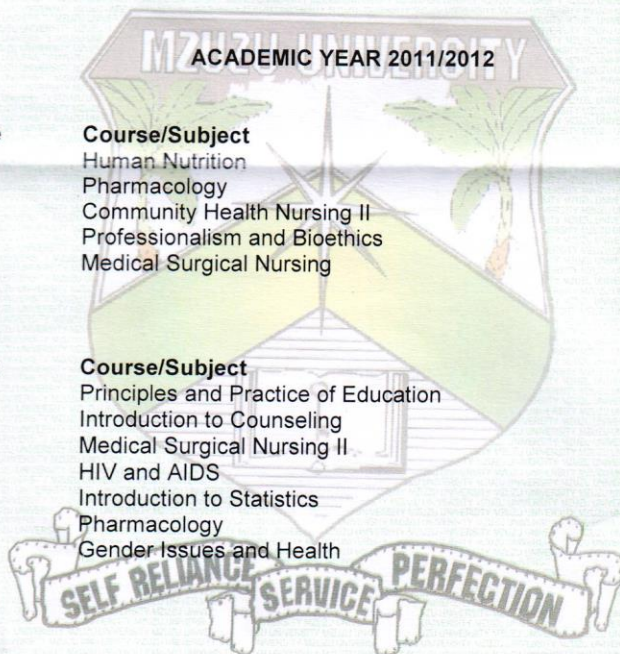 MZUZU UNIVERSITY
ACADEMIC YEAR 2011/2012
Course/Subject
Human Nutrition
Pharmacology
Community Health Nursing II
Professionalism and Bioethics
Medical Surgical Nursing
Course/Subject
Principles and Practice of Education
Introduction to Counseling
Medical Surgical Nursing II
HIV and AIDS
Introduction to Statistics
Pharmacology
Gender Issues and Health
SELF RELIANCE SERVICE PERFECTION